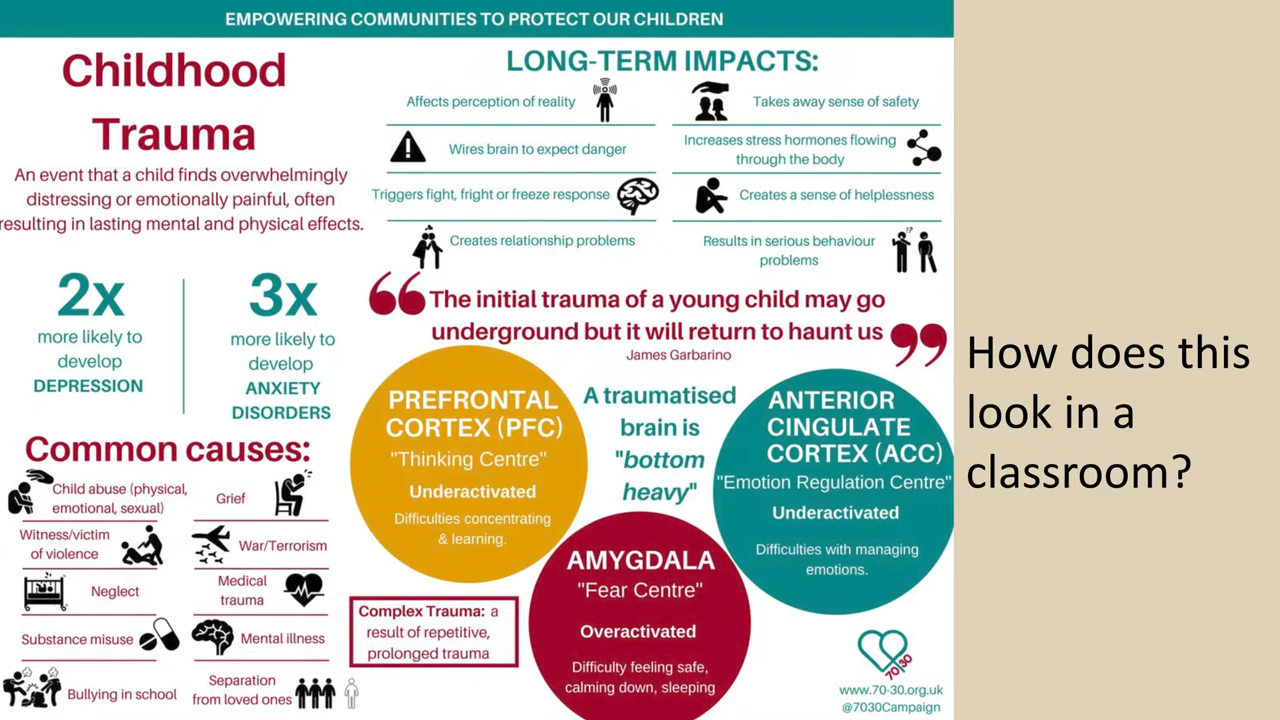 EMPOWERING COMMUNITIES TO PROTECT OUR CHILDREN
Childhood
Trauma
An event that a child finds overwhelmingly
distressing or emotionally painful, often
resulting in lasting mental and physical effects.
2x
more likely to
develop
DEPRESSION
3x
more likely to
develop
ANXIETY
DISORDERS
Common causes:
Child abuse (physical,
emotional, sexual)
Grief
Witness/victim
of violence
War/Terrorism
Neglect
Medical
trauma
Substance misuse
Mental illness
Bullying in school
Separation
from loved ones
LONG-TERM IMPACTS:
Affects perception of reality
Takes away sense of safety
Wires brain to expect danger
Increases stress hormones flowing
through the body
Triggers fight, fright or freeze response
Creates a sense of helplessness
Creates relationship problems
Results in serious behaviour
problems
!?
“The initial trauma of a young child may go
underground but it will return to haunt us”
James Garbarino
PREFRONTAL
CORTEX (PFC)
"Thinking Centre"
Underactivated
Difficulties concentrating
& learning.
A traumatised
brain is
"bottom
heavy"
ANTERIOR
CINGULATE
CORTEX (ACC)
"Emotion Regulation Centre"
Underactivated
Difficulties with managing
emotions.
AMYGDALA
"Fear Centre"
Overactivated
Difficulty feeling safe,
calming down, sleeping
Complex Trauma: a
result of repetitive,
prolonged trauma
70/30
www.70-30.org.uk
@7030Campaign
How does this
look in a
classroom?